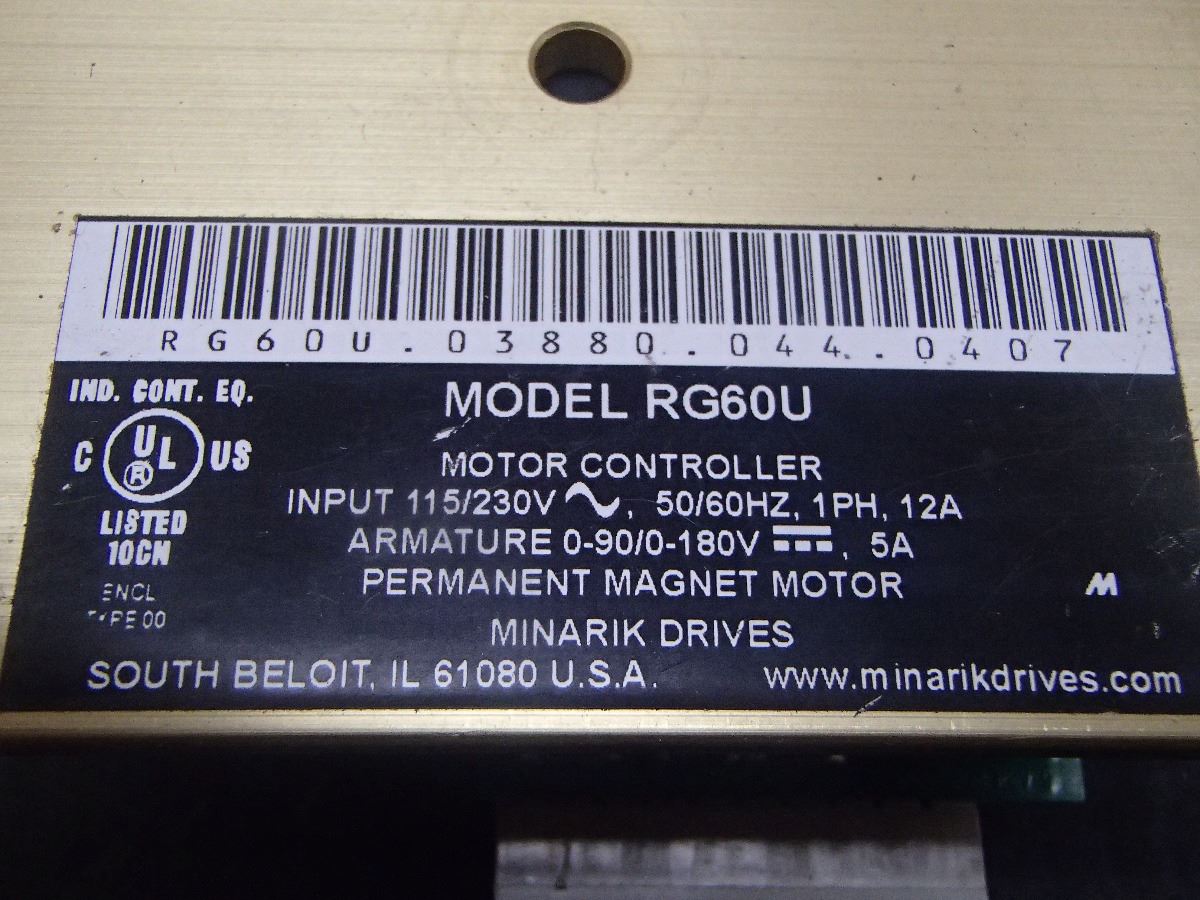 RG60U.03880.044.0407
IND. CONT. EQ.
MODEL RG60U
C UL ® US
MOTOR CONTROLLER
INPUT 115/230V, 50/60HZ, 1PH, 12A
LISTED
10CN
ARMATURE 0-90/0-180V, 5A
PERMANENT MAGNET MOTOR
ENCL
TYPE 00
MINARIK DRIVES
SOUTH BELOIT, IL 61080 U.S.A.
www.minarikdrives.com